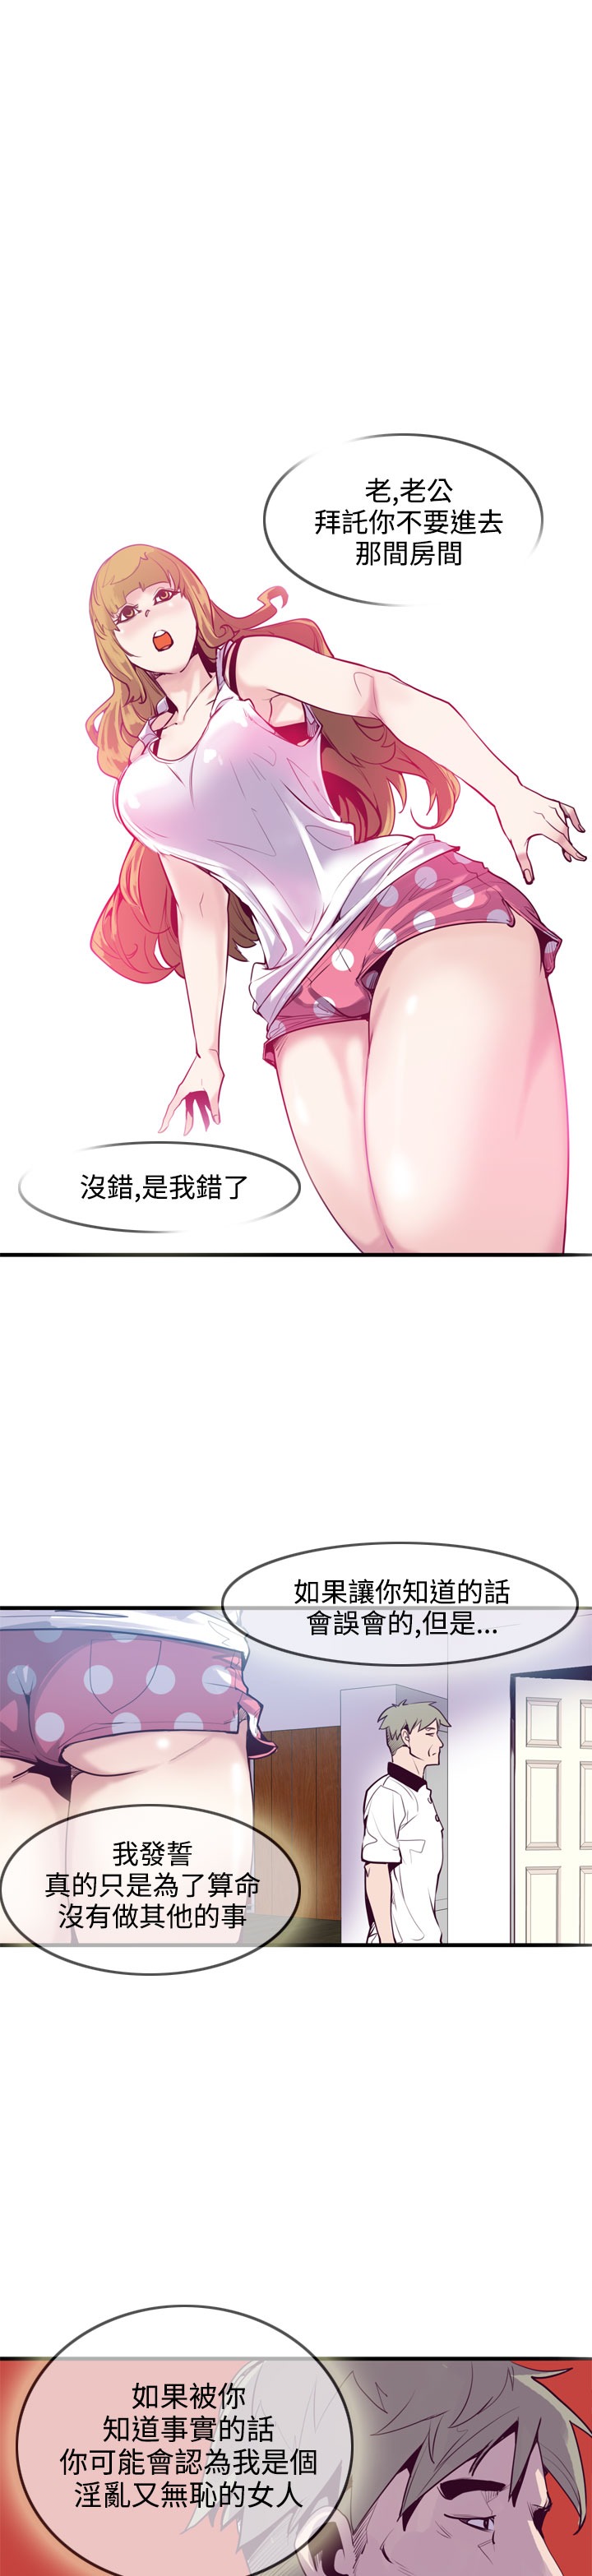 老,老公
拜託你不要進去
那間房間
沒錯,是我錯了
如果讓你知道的話
會誤會的,但是...
我發誓
真的只是為了算命
沒有做其他的事
如果被你
知道事實的話
你可能會認為我是個
淫亂又無恥的女人